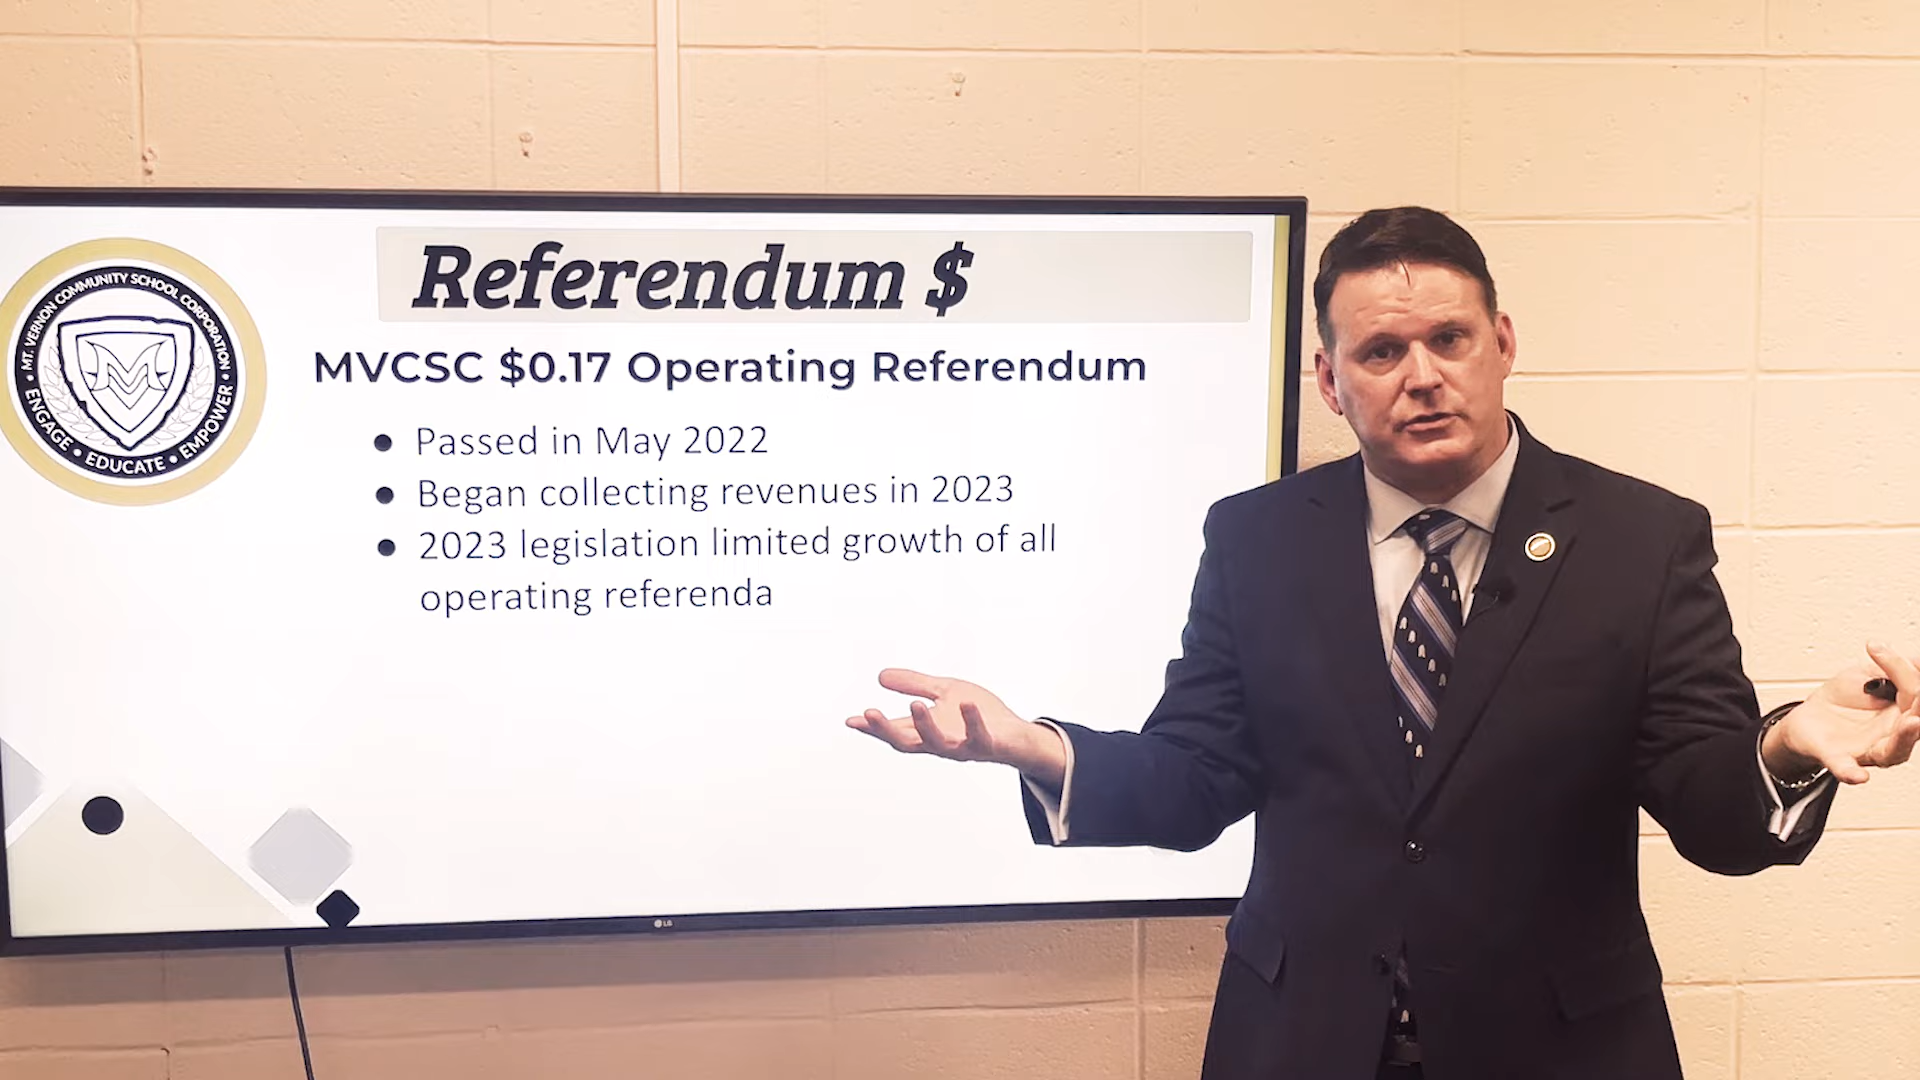 Referendum $
• MT. VERNON COMMUNITY SCHOOL CORPORATION •
ENGAGE • EDUCATE • EMPOWER
MVCSC $0.17 Operating Referendum
• Passed in May 2022
• Began collecting revenues in 2023
• 2023 legislation limited growth of all
operating referenda
LG